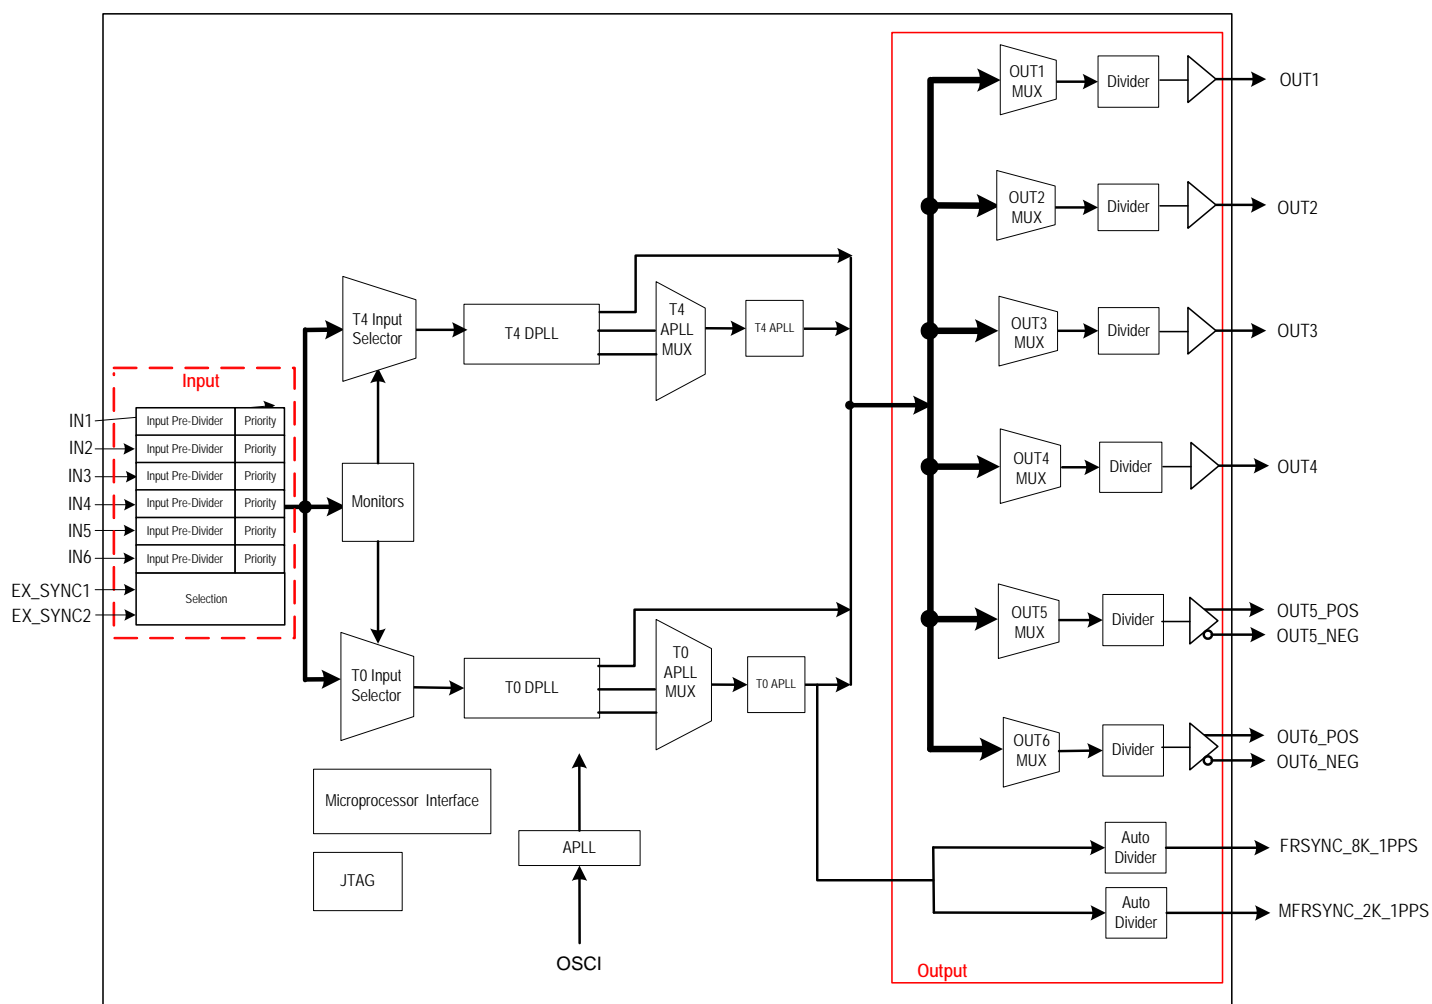 Input
IN1
Input Pre-Divider
Priority
IN2
Input Pre-Divider
Priority
IN3
Input Pre-Divider
Priority
IN4
Input Pre-Divider
Priority
IN5
Input Pre-Divider
Priority
IN6
Input Pre-Divider
Priority
EX_SYNC1
EX_SYNC2
Selection
T4 Input
Selector
Monitors
T0 Input
Selector
T4 DPLL
T4
APLL
MUX
T4 APLL
T0 DPLL
T0
APLL
MUX
T0 APLL
Microprocessor Interface
JTAG
APLL
OSCI
OUT1
MUX
Divider
OUT1
OUT2
MUX
Divider
OUT2
OUT3
MUX
Divider
OUT3
OUT4
MUX
Divider
OUT4
OUT5
MUX
Divider
OUT5_POS
OUT5_NEG
OUT6
MUX
Divider
OUT6_POS
OUT6_NEG
Auto
Divider
FRSYNC_8K_1PPS
Auto
Divider
MFRSYNC_2K_1PPS
Output